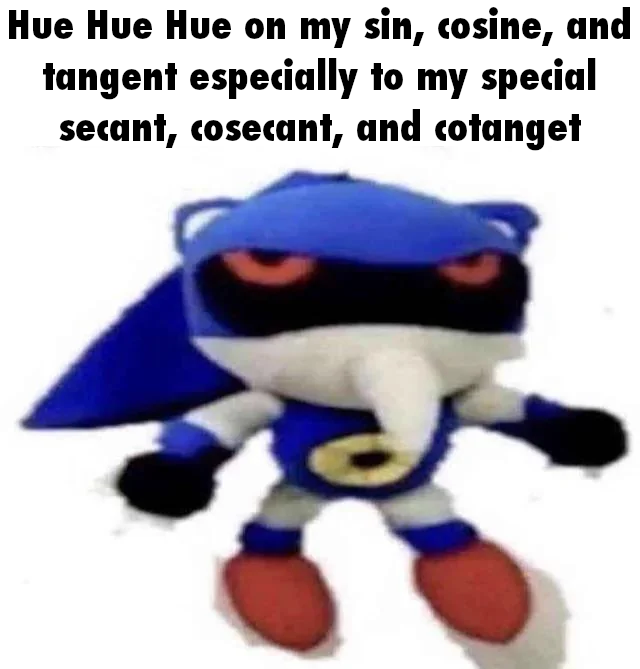 Hue Hue Hue on my sin, cosine, and
tangent especially to my special
secant, cosecant, and cotanget